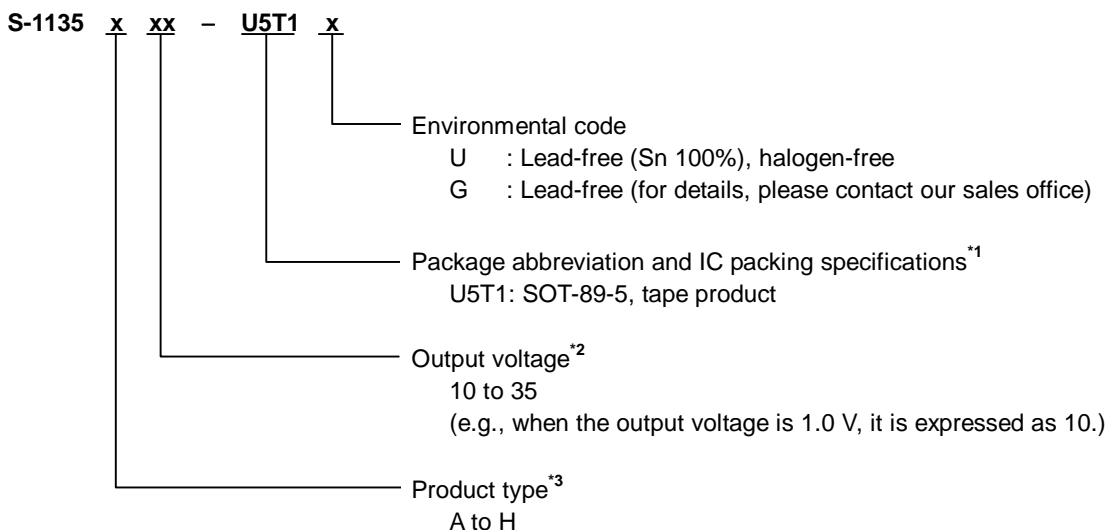 S-1135 x xx – U5T1 x
Environmental code
U : Lead-free (Sn 100%), halogen-free
G : Lead-free (for details, please contact our sales office)
Package abbreviation and IC packing specifications*1
U5T1: SOT-89-5, tape product
Output voltage*2
10 to 35
(e.g., when the output voltage is 1.0 V, it is expressed as 10.)
Product type*3
A to H